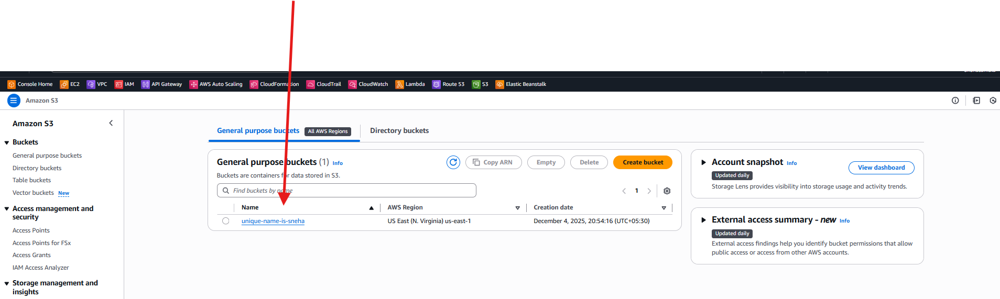 Console Home EC2 VPC IAM API Gateway AWS Auto Scaling CloudFormation CloudTrail CloudWatch Lambda Route 53 S3 Elastic Beanstalk
Amazon S3
Amazon S3
Buckets
General purpose buckets
Directory buckets
Table buckets
Vector buckets New
Access management and
security
Access Points
Access Points for FSx
Access Grants
IAM Access Analyzer
Storage management and
insights
General purpose buckets All AWS Regions Directory buckets
General purpose buckets (1) Info
Copy ARN Empty Delete Create bucket
Buckets are containers for data stored in S3.
Find buckets by name
1
Name AWS Region Creation date
unique-name-is-sneha US East (N. Virginia) us-east-1 December 4, 2025, 20:54:16 (UTC+05:30)
Account snapshot Info
View dashboard
Updated daily
Storage Lens provides visibility into storage usage and activity trends.
External access summary - new Info
Updated daily
External access findings help you identify bucket permissions that allow
public access or access from other AWS accounts.